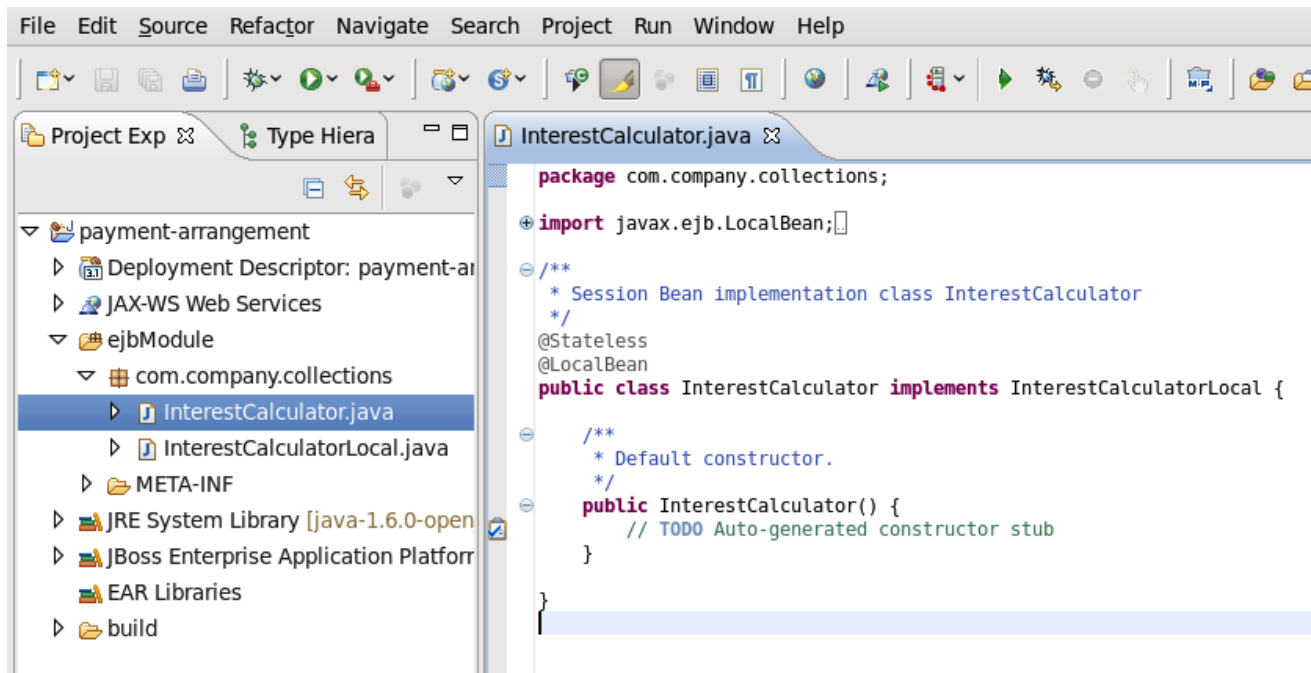 File Edit Source Refactor Navigate Search Project Run Window Help
Project Exp
Type Hiera
InterestCalculator.java
payment-arrangement
Deployment Descriptor: payment-ar
JAX-WS Web Services
ejbModule
com.company.collections
InterestCalculator.java
InterestCalculatorLocal.java
META-INF
JRE System Library [java-1.6.0-open
JBoss Enterprise Application Platforr
EAR Libraries
build
package com.company.collections;
import javax.ejb.LocalBean;
/**
* Session Bean implementation class InterestCalculator
*/
@Stateless
@LocalBean
public class InterestCalculator implements InterestCalculatorLocal {
/**
* Default constructor.
*/
public InterestCalculator() {
// TODO Auto-generated constructor stub
}
}